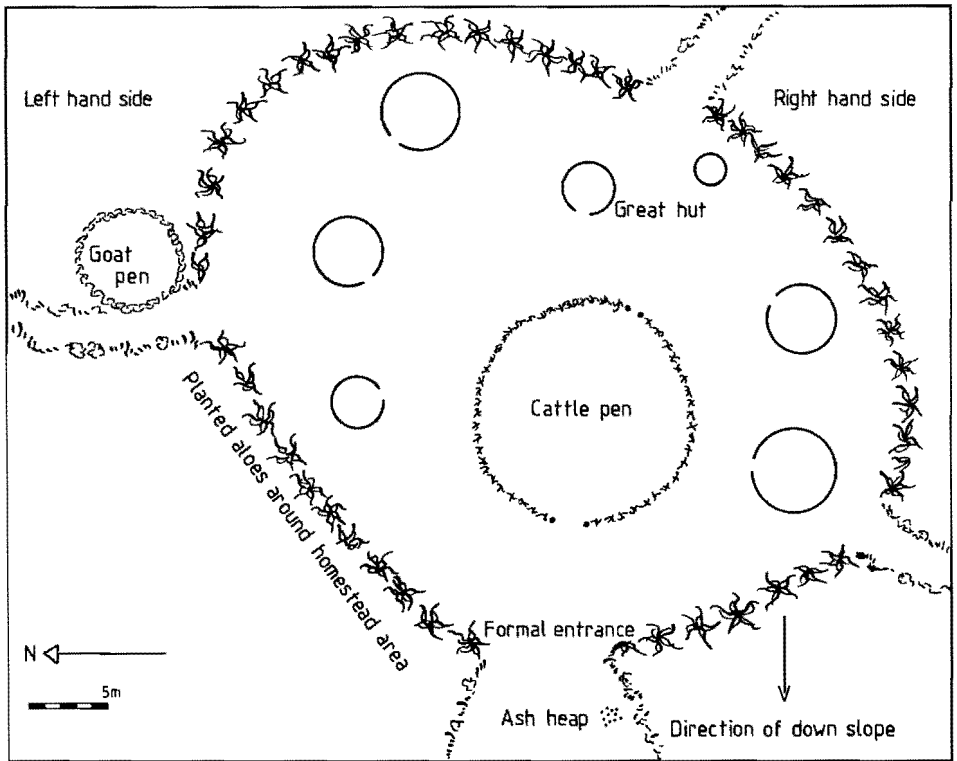 Left hand side
Right hand side
Great hut
Goat
pen
Cattle pen
Planted aloes around homestead area
Formal entrance
N
5m
Ash heap
Direction of down slope